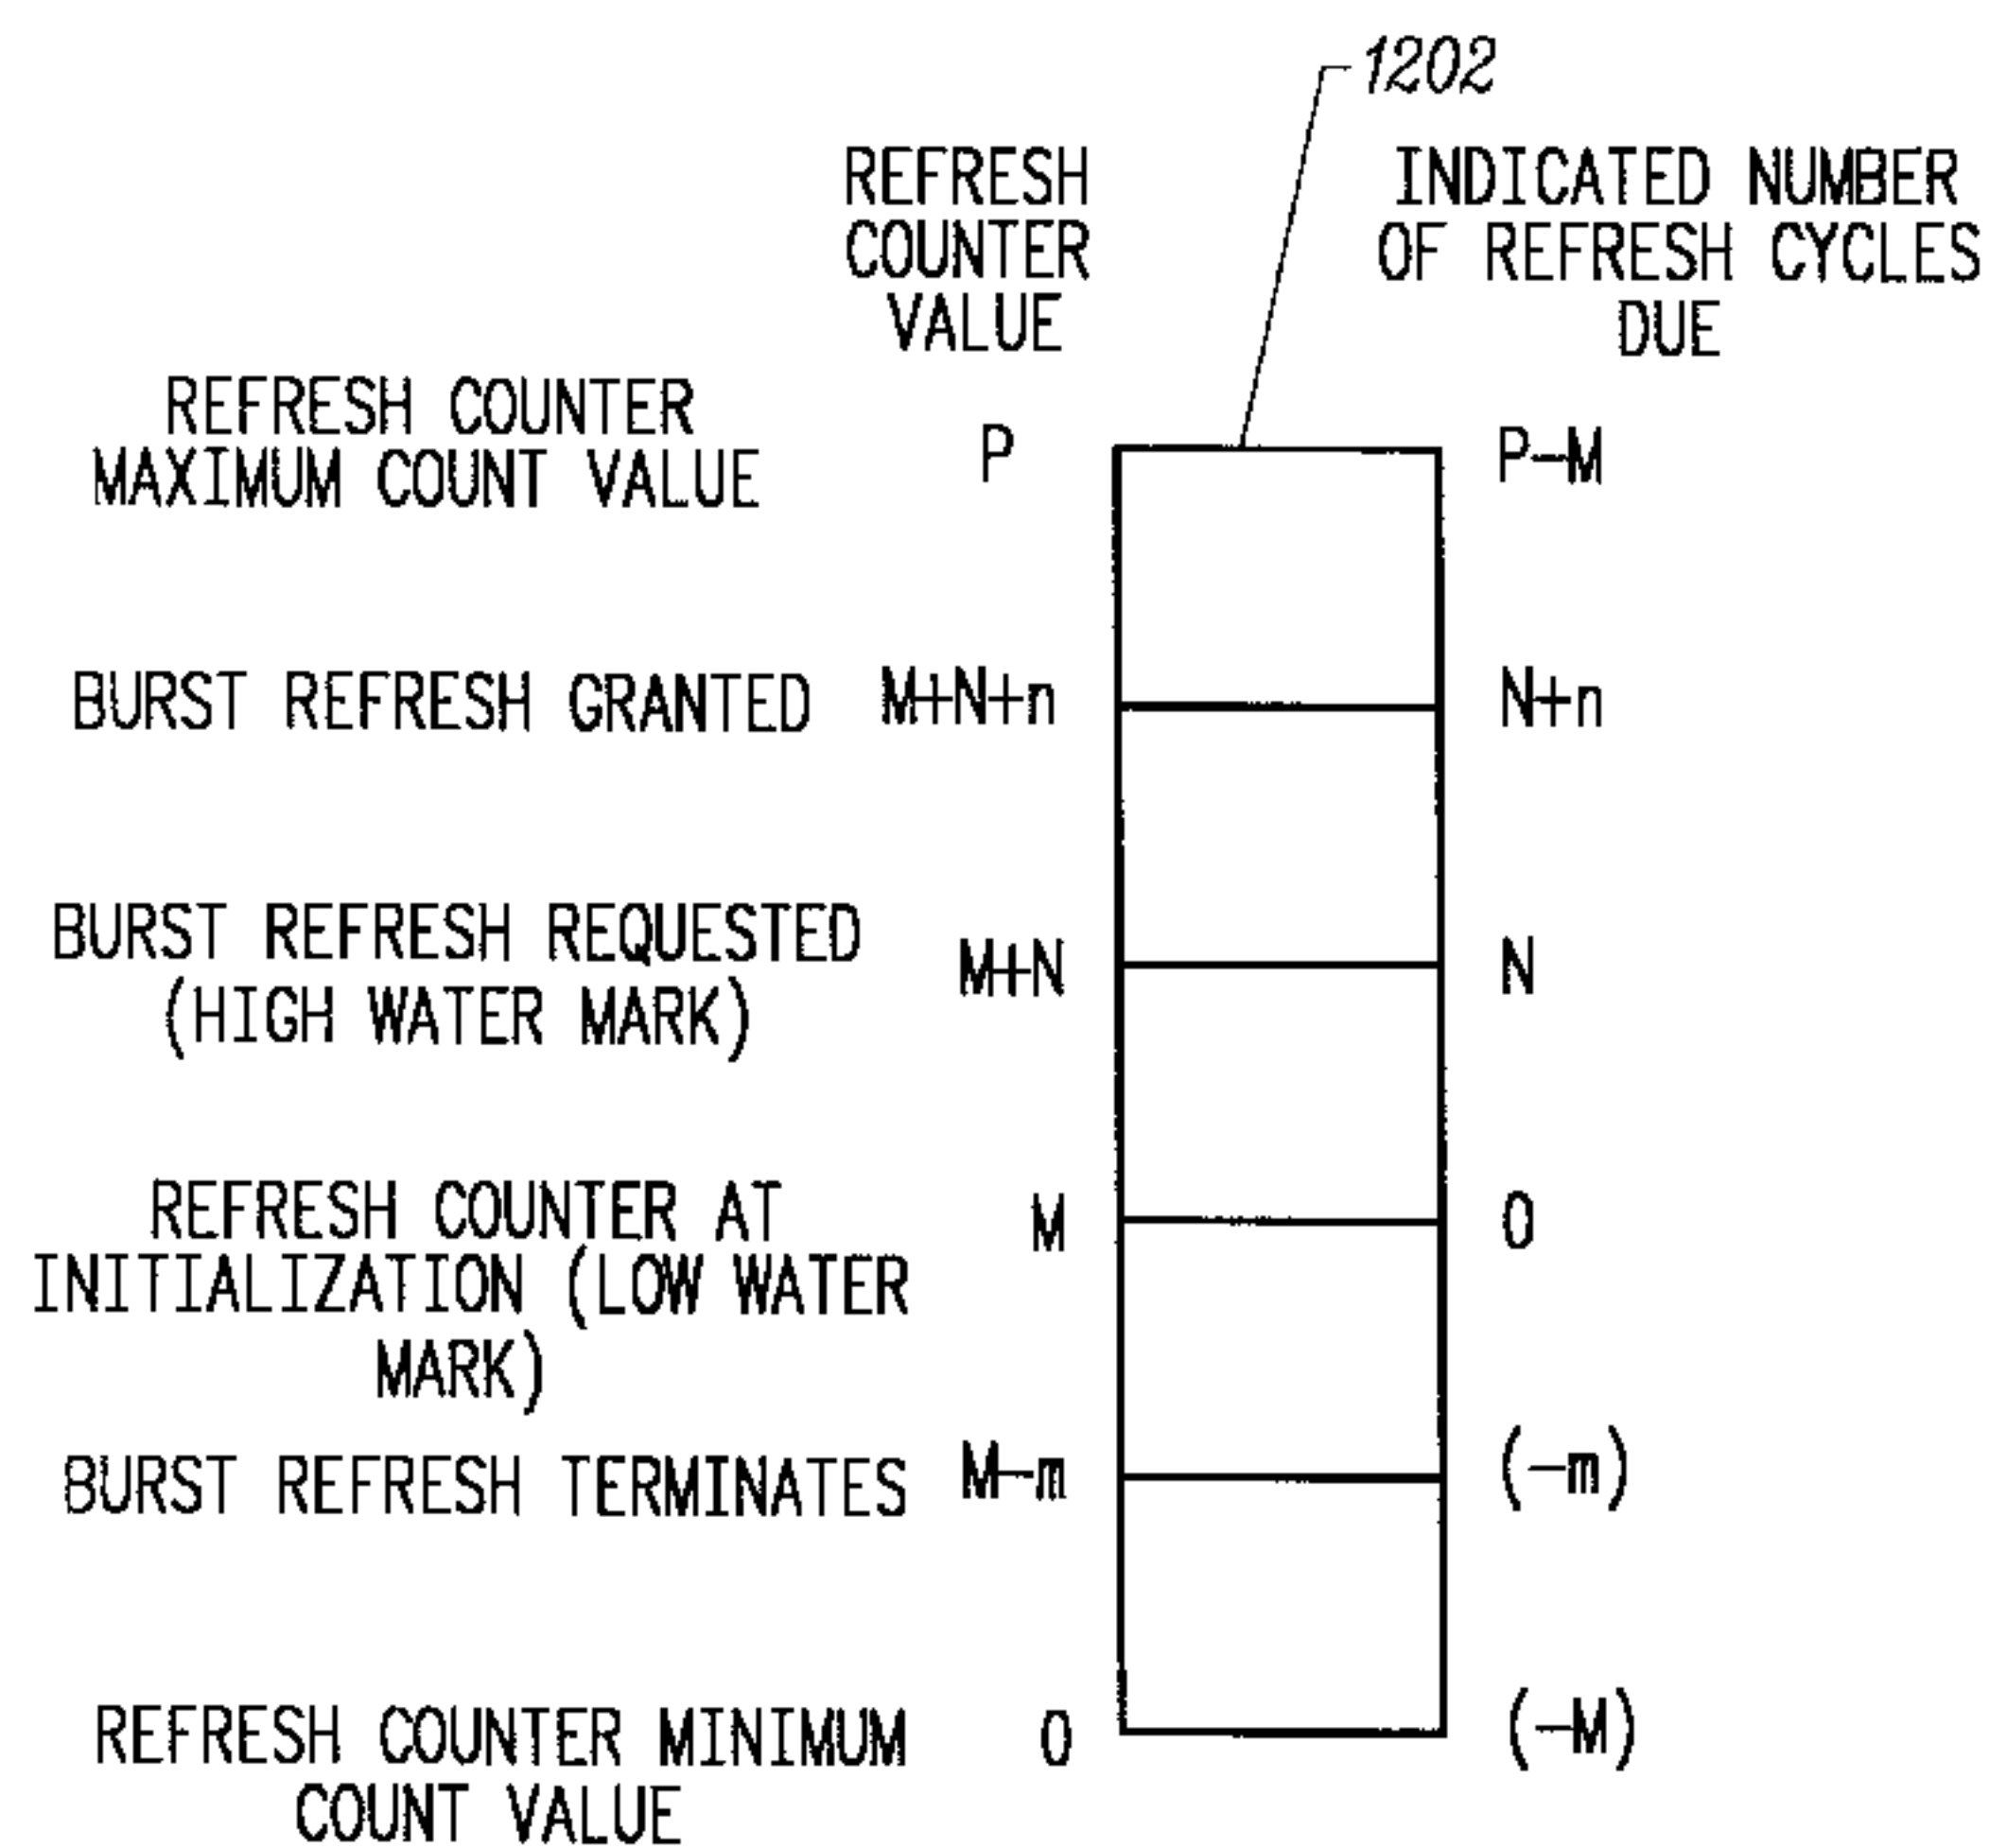 1202
REFRESH
COUNTER
VALUE
INDICATED NUMBER
OF REFRESH CYCLES
DUE
REFRESH COUNTER
MAXIMUM COUNT VALUE
P
P-M
BURST REFRESH GRANTED
M+N+n
N+n
BURST REFRESH REQUESTED
(HIGH WATER MARK)
M+N
N
REFRESH COUNTER AT
INITIALIZATION (LOW WATER
MARK)
M
0
BURST REFRESH TERMINATES
M-m
(-m)
REFRESH COUNTER MINIMUM
COUNT VALUE
0
(-M)